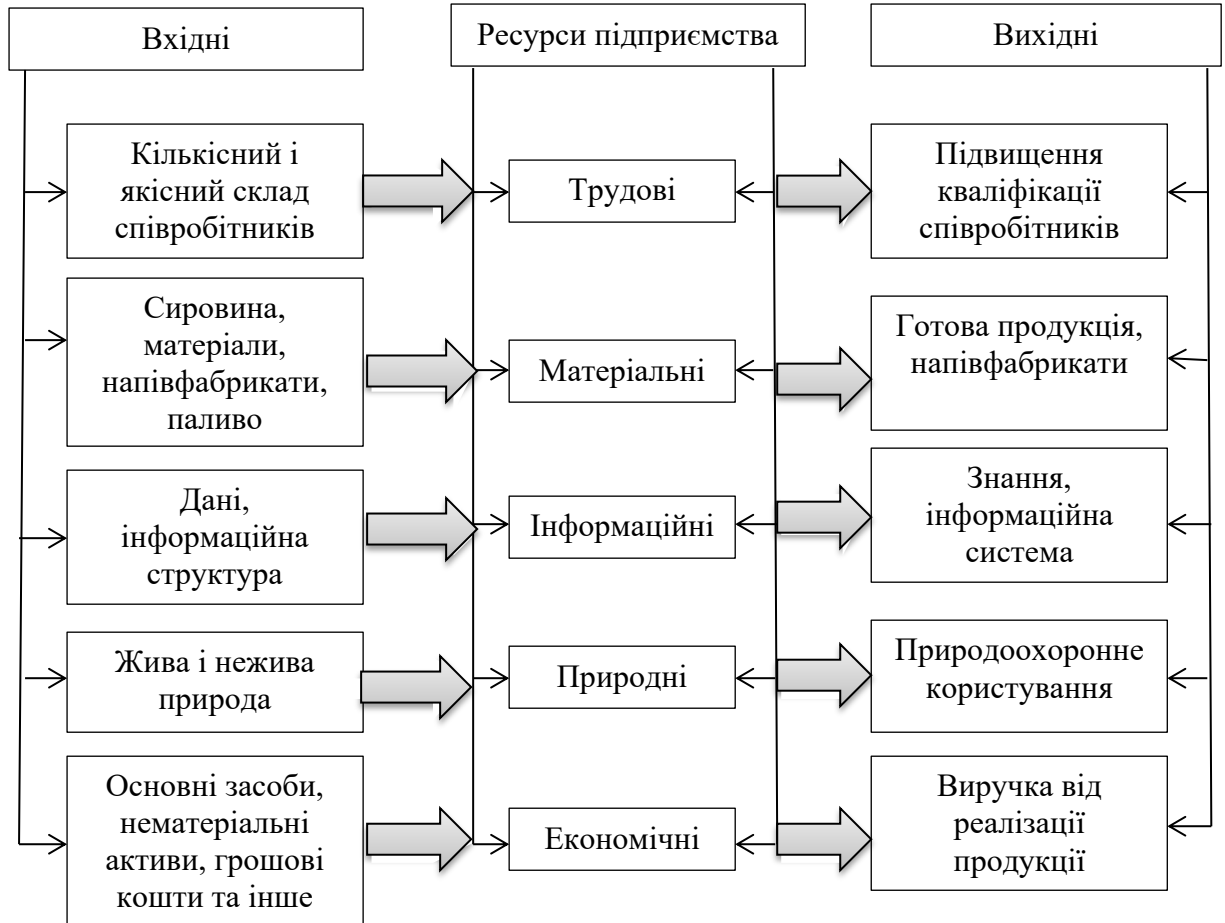 Вхідні
Ресурси підприємства
Вихідні
Кількісний і
якісний склад
співробітників
Трудові
Підвищення
кваліфікації
співробітників
Сировина,
матеріали,
напівфабрикати,
паливо
Матеріальні
Готова продукція,
напівфабрикати
Дані,
інформаційна
структура
Інформаційні
Знання,
інформаційна
система
Жива і нежива
природа
Природні
Природоохоронне
користування
Основні засоби,
нематеріальні
активи, грошові
кошти та інше
Економічні
Виручка від
реалізації
продукції